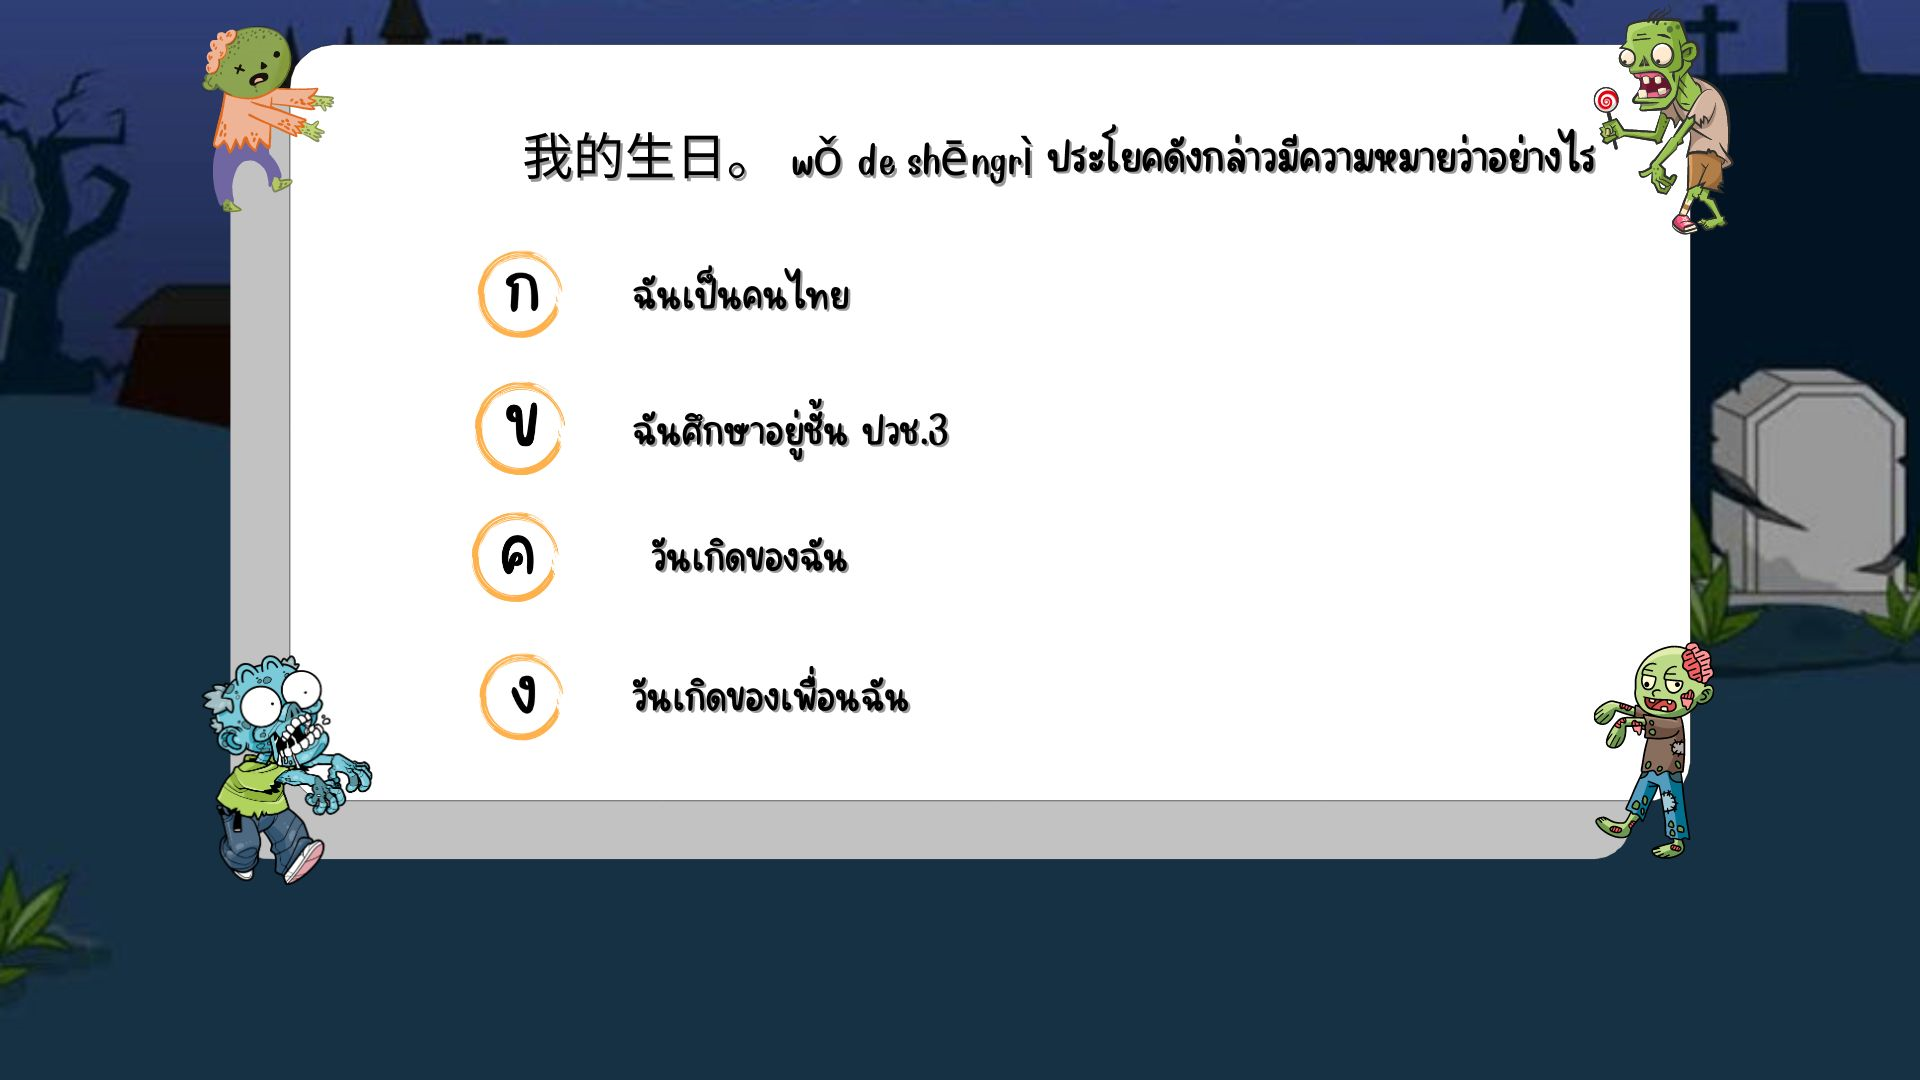 我的生日。 wǒ de shēngrì ประโยคดังกล่าวมีความหมายว่าอย่างไร
ก ฉันเป็นคนไทย
ข ฉันศึกษาอยู่ชั้น ปวช.3
ค วันเกิดของฉัน
ง วันเกิดของเพื่อนฉัน